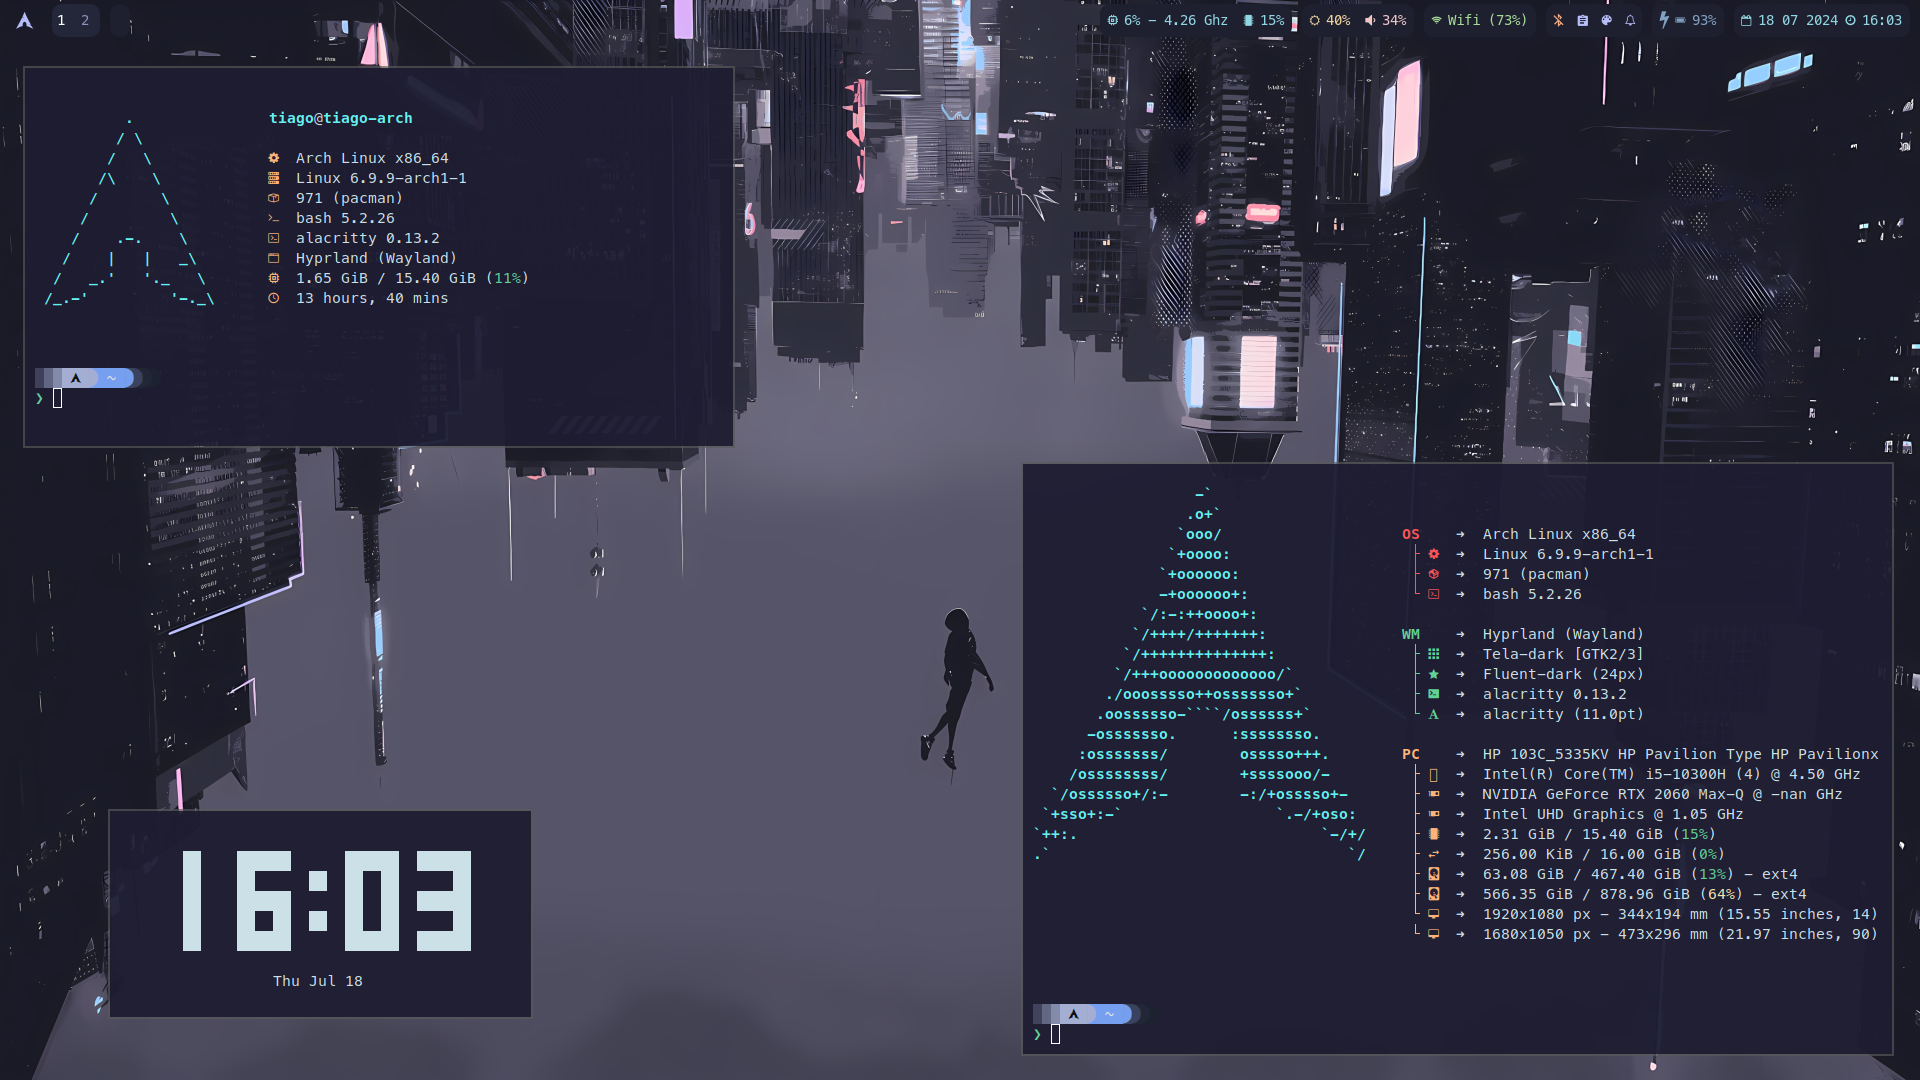 1 2
6% — 4.26 Ghz 15% 40% 34% Wifi (73%) 93% 18 07 2024 16:03
tiago@tiago-arch
Arch Linux x86_64
Linux 6.9.9-arch1-1
971 (pacman)
bash 5.2.26
alacritty 0.13.2
Hyprland (Wayland)
1.65 GiB / 15.40 GiB (11%)
13 hours, 40 mins
~
❯
OS ➜ Arch Linux x86_64
➜ Linux 6.9.9-arch1-1
➜ 971 (pacman)
➜ bash 5.2.26
WM ➜ Hyprland (Wayland)
➜ Tela-dark [GTK2/3]
➜ Fluent-dark (24px)
➜ alacritty 0.13.2
➜ alacritty (11.0pt)
PC ➜ HP 103C_5335KV HP Pavilion Type HP Pavilionx
➜ Intel(R) Core(TM) i5-10300H (4) @ 4.50 GHz
➜ NVIDIA GeForce RTX 2060 Max-Q @ -nan GHz
➜ Intel UHD Graphics @ 1.05 GHz
➜ 2.31 GiB / 15.40 GiB (15%)
➜ 256.00 KiB / 16.00 GiB (0%)
➜ 63.08 GiB / 467.40 GiB (13%) - ext4
➜ 566.35 GiB / 878.96 GiB (64%) - ext4
➜ 1920x1080 px - 344x194 mm (15.55 inches, 14)
➜ 1680x1050 px - 473x296 mm (21.97 inches, 90)
~
❯
16:03
Thu Jul 18